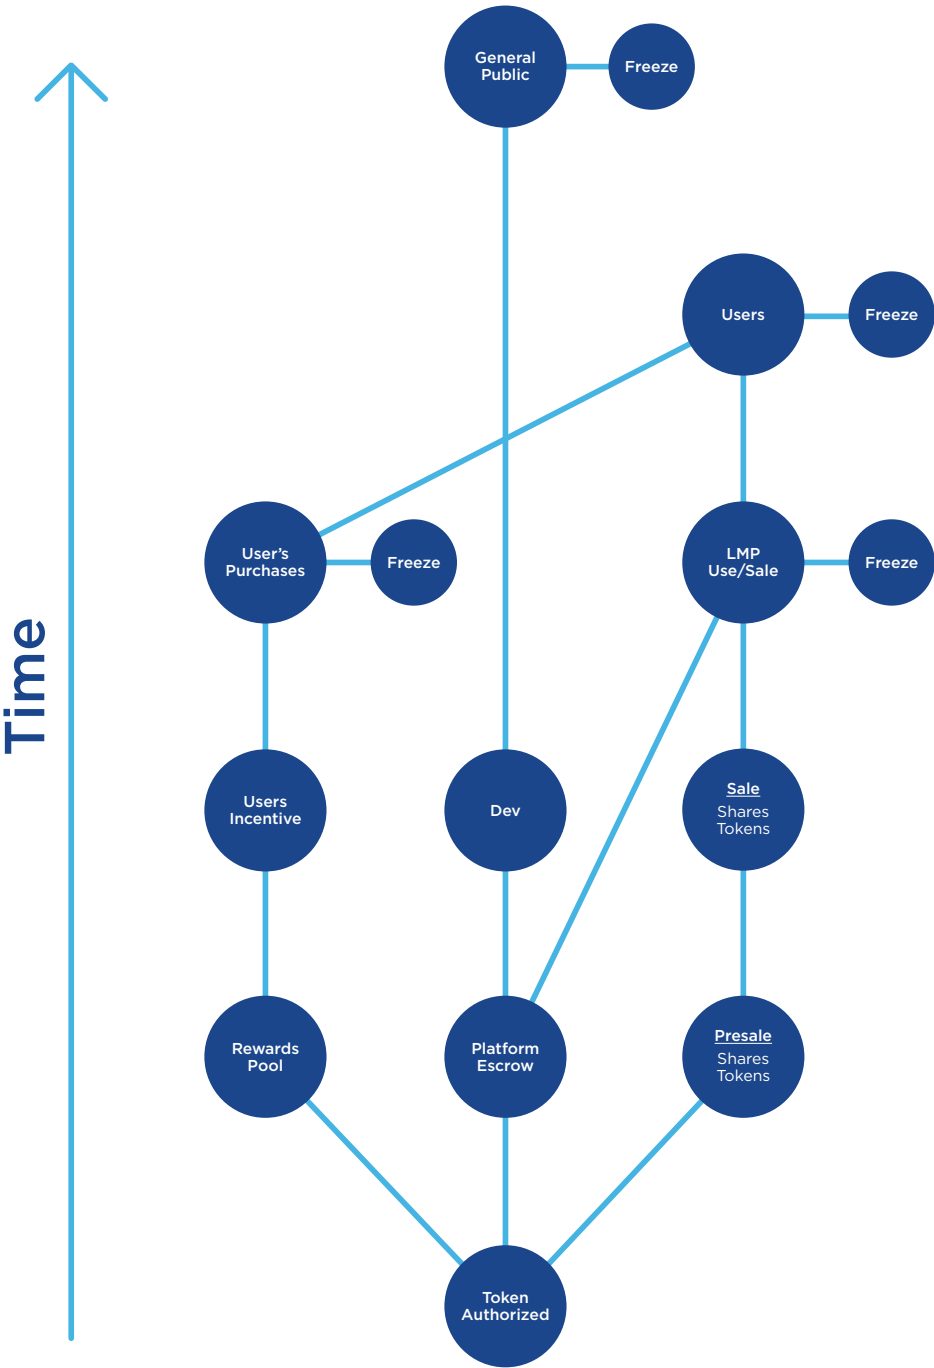 General
Public
Freeze
Users
Freeze
User’s
Purchases
Freeze
LMP
Use/Sale
Freeze
Time
Users
Incentive
Dev
Sale
Shares
Tokens
Rewards
Pool
Platform
Escrow
Presale
Shares
Tokens
Token
Authorized